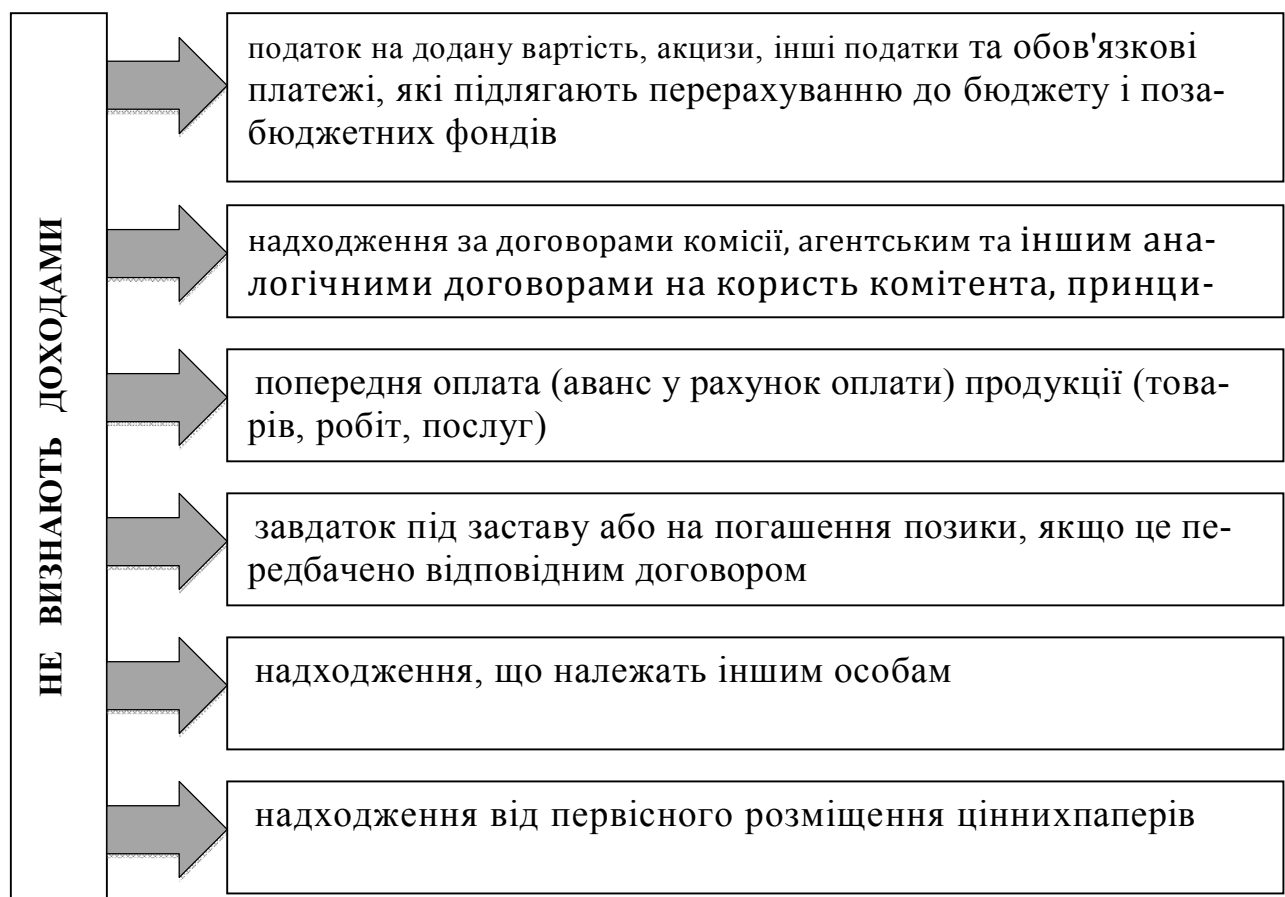 НЕ ВИЗНАЮТЬ ДОХОДАМИ
податок на додану вартість, акцизи, інші податки та обов'язкові
платежі, які підлягають перерахуванню до бюджету і поза-
бюджетних фондів
надходження за договорами комісії, агентським та іншим ана-
логічними договорами на користь комітента, принци-
попередня оплата (аванс у рахунок оплати) продукції (това-
рів, робіт, послуг)
завдаток під заставу або на погашення позики, якщо це пе-
редбачено відповідним договором
надходження, що належать іншим особам
надходження від первісного розміщення ціннихпаперів